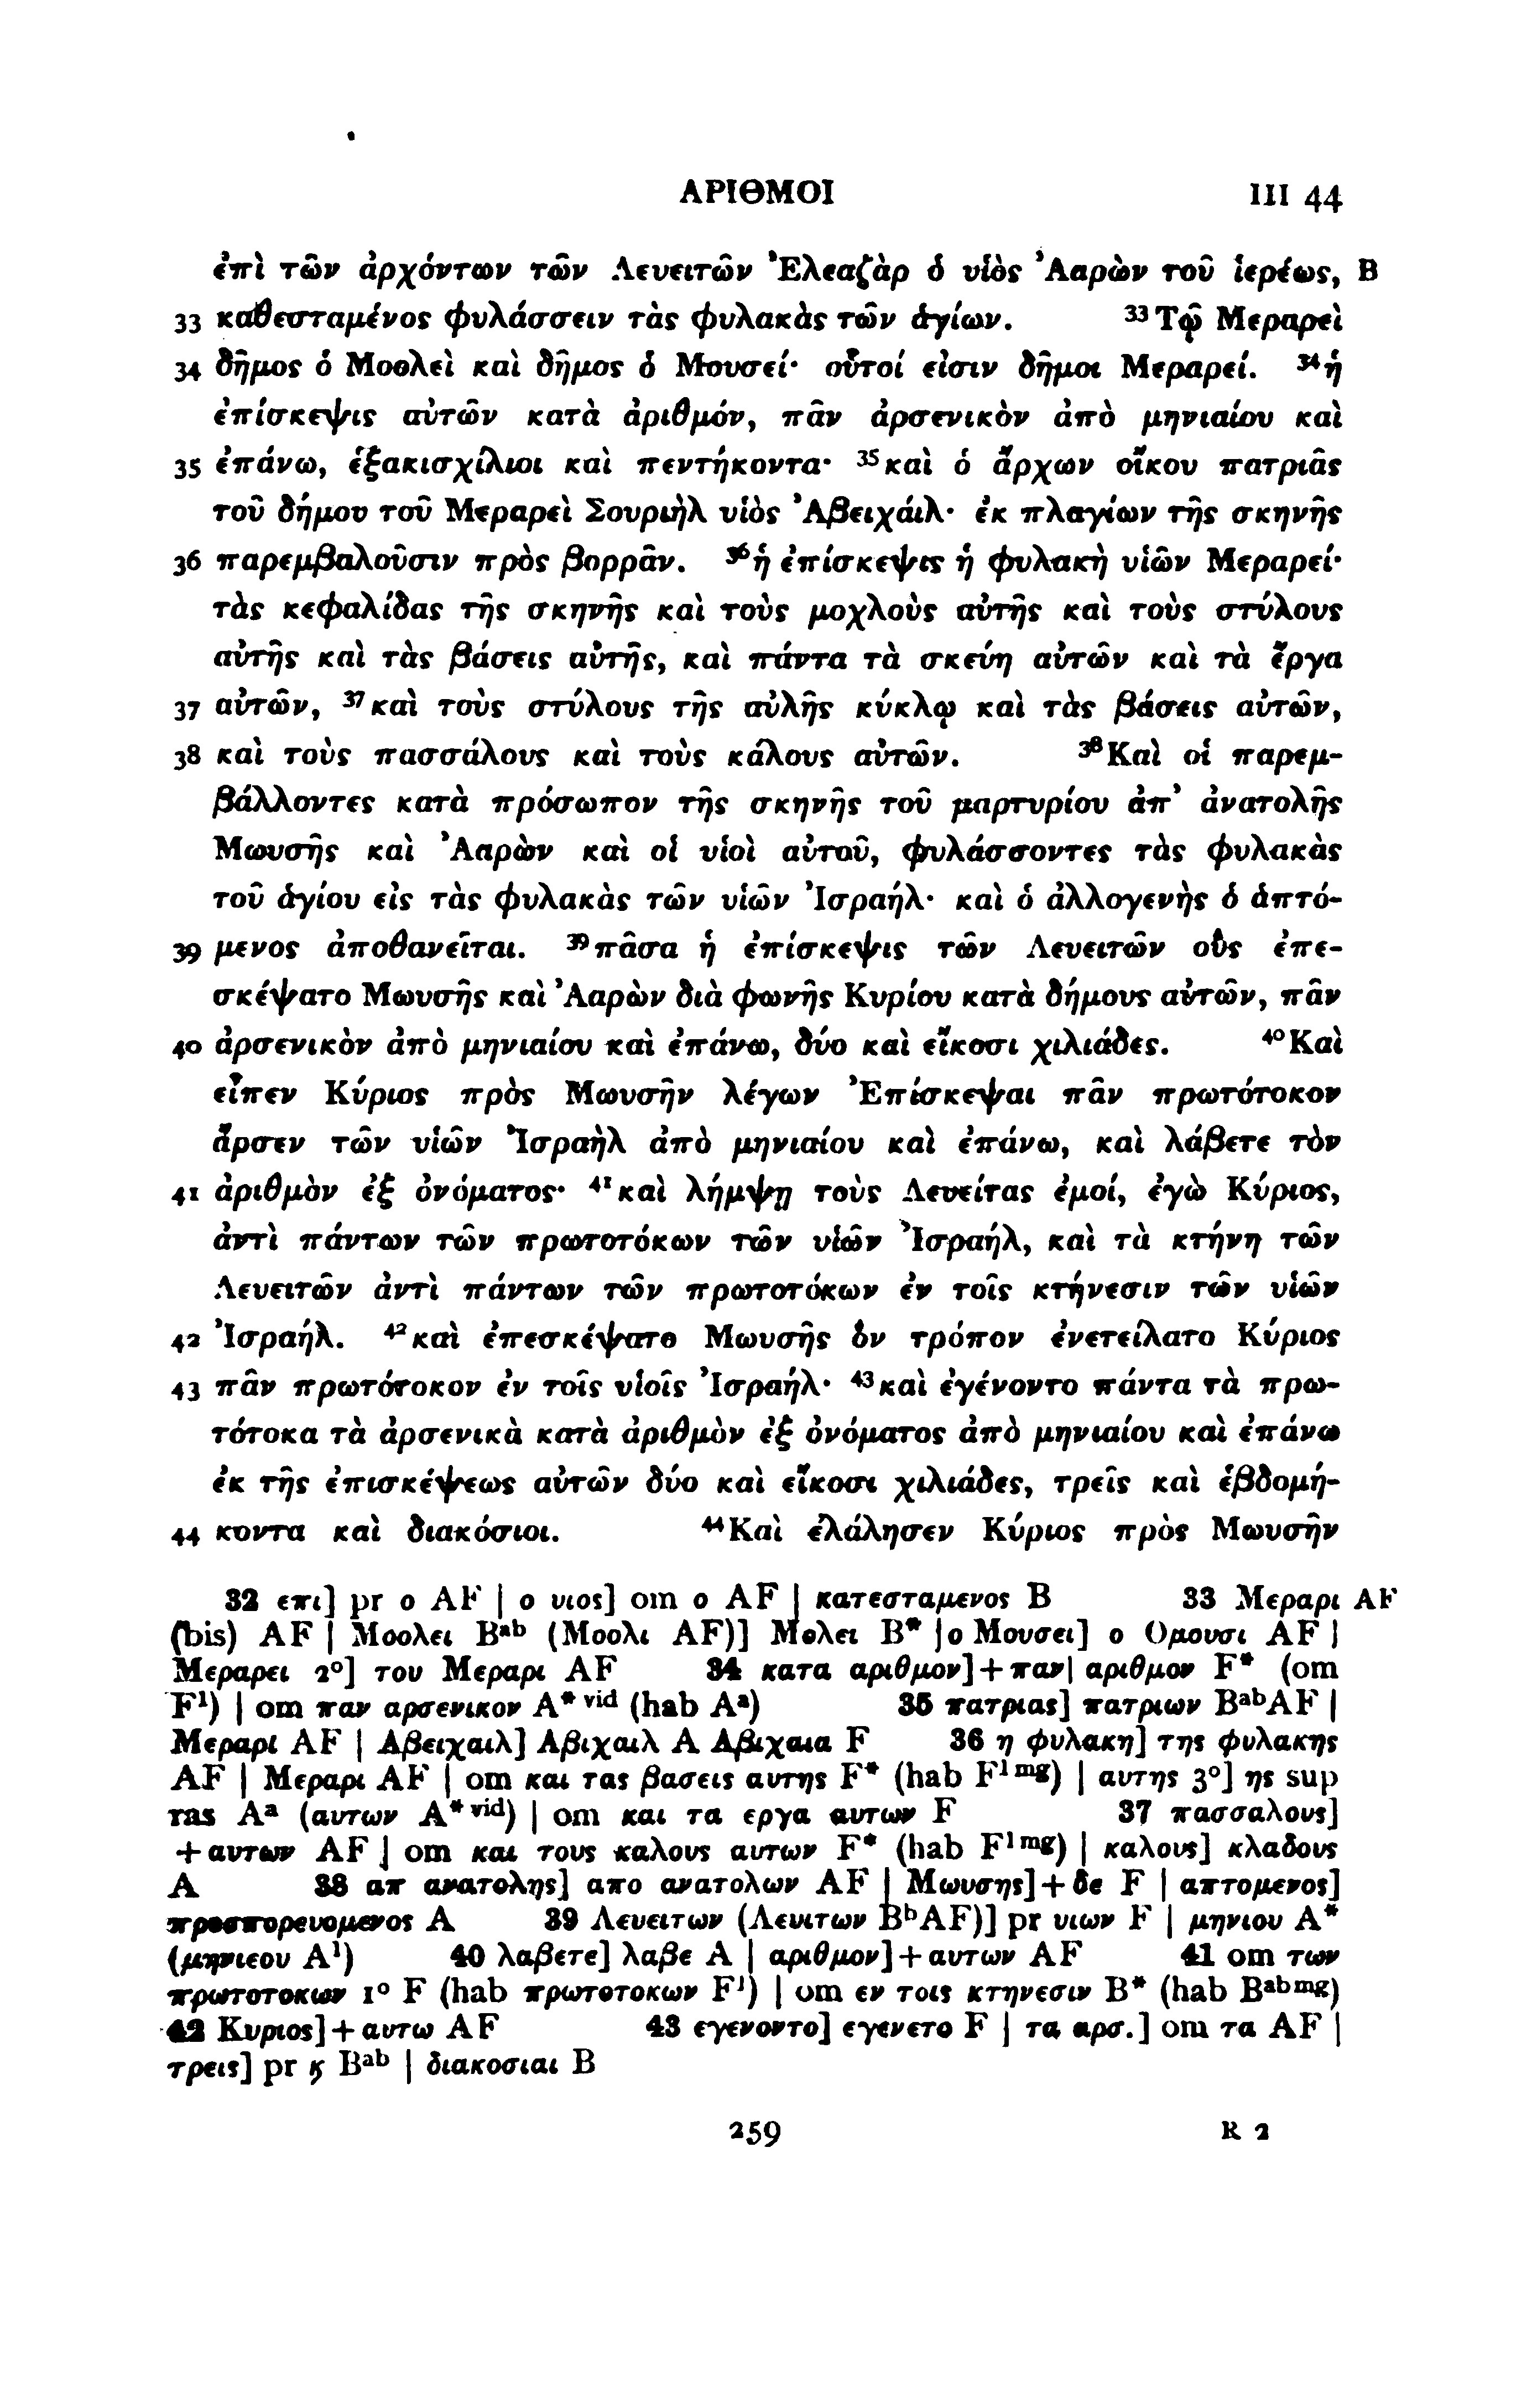 ΑΡΙΘΜΟΙ III 44
ἐπὶ τῶν ἀρχόντων τῶν Λευειτῶν Ἐλεαζὰρ ὁ υἱὸς Ἀαρὼν τοῦ ἱερέως, B
33 καθεσταμένος φυλάσσειν τὰς φυλακὰς τῶν ἁγίων. ³³Τῷ Μεραρεὶ
34 δῆμος ὁ Μοολεὶ καὶ δῆμος ὁ Μουσεί· οὗτοί εἰσιν δῆμοι Μεραρεί. ³⁴ἡ
ἐπίσκεψις αὐτῶν κατὰ ἀριθμόν, πᾶν ἀρσενικὸν ἀπὸ μηνιαίου καὶ
35 ἐπάνω, ἑξακισχίλιοι καὶ πεντήκοντα· ³⁵καὶ ὁ ἄρχων οἴκου πατριᾶς
τοῦ δήμου τοῦ Μεραρεὶ Σουριὴλ υἱὸς Ἀβειχάιλ· ἐκ πλαγίων τῆς σκηνῆς
36 παρεμβαλοῦσιν πρὸς βορρᾶν. ³⁶ἡ ἐπίσκεψις ἡ φυλακὴ υἱῶν Μεραρεί·
τὰς κεφαλίδας τῆς σκηνῆς καὶ τοὺς μοχλοὺς αὐτῆς καὶ τοὺς στύλους
αὐτῆς καὶ τὰς βάσεις αὐτῆς, καὶ πάντα τὰ σκεύη αὐτῶν καὶ τὰ ἔργα
37 αὐτῶν, ³⁷καὶ τοὺς στύλους τῆς αὐλῆς κύκλῳ καὶ τὰς βάσεις αὐτῶν,
38 καὶ τοὺς πασσάλους καὶ τοὺς κάλους αὐτῶν. ³⁸Καὶ οἱ παρεμ-
βάλλοντες κατὰ πρόσωπον τῆς σκηνῆς τοῦ μαρτυρίου ἀπ᾽ ἀνατολῆς
Μωυσῆς καὶ Ἀαρὼν καὶ οἱ υἱοὶ αὐτοῦ, φυλάσσοντες τὰς φυλακὰς
τοῦ ἁγίου εἰς τὰς φυλακὰς τῶν υἱῶν Ἰσραήλ· καὶ ὁ ἀλλογενὴς ὁ ἁπτό-
39 μενος ἀποθανεῖται. ³⁹πᾶσα ἡ ἐπίσκεψις τῶν Λευειτῶν οὓς ἐπε-
σκέψατο Μωυσῆς καὶ Ἀαρὼν διὰ φωνῆς Κυρίου κατὰ δήμους αὐτῶν, πᾶν
40 ἀρσενικὸν ἀπὸ μηνιαίου καὶ ἐπάνω, δύο καὶ εἴκοσι χιλιάδες. ⁴⁰Καὶ
εἶπεν Κύριος πρὸς Μωυσῆν λέγων Ἐπίσκεψαι πᾶν πρωτότοκον
ἄρσεν τῶν υἱῶν Ἰσραὴλ ἀπὸ μηνιαίου καὶ ἐπάνω, καὶ λάβετε τὸν
41 ἀριθμὸν ἐξ ὀνόματος· ⁴¹καὶ λήμψῃ τοὺς Λευείτας ἐμοί, ἐγὼ Κύριος,
ἀντὶ πάντων τῶν πρωτοτόκων τῶν υἱῶν Ἰσραήλ, καὶ τὰ κτήνη τῶν
Λευειτῶν ἀντὶ πάντων τῶν πρωτοτόκων ἐν τοῖς κτήνεσιν τῶν υἱῶν
42 Ἰσραήλ. ⁴²καὶ ἐπεσκέψατο Μωυσῆς ὃν τρόπον ἐνετείλατο Κύριος
43 πᾶν πρωτότοκον ἐν τοῖς υἱοῖς Ἰσραήλ· ⁴³καὶ ἐγένοντο πάντα τὰ πρω-
τότοκα τὰ ἀρσενικὰ κατὰ ἀριθμὸν ἐξ ὀνόματος ἀπὸ μηνιαίου καὶ ἐπάνω
ἐκ τῆς ἐπισκέψεως αὐτῶν δύο καὶ εἴκοσι χιλιάδες, τρεῖς καὶ ἑβδομή-
44 κοντα καὶ διακόσιοι. ⁴⁴Καὶ ἐλάλησεν Κύριος πρὸς Μωυσῆν
32 επι] pr ο AF | ο υιος] om ο AF | κατεσταμενος B 33 Μεραρι AF
(bis) AF | Μοολει Bᵃᵇ (Μοολι AF)] Μολει B* | ο Μουσει] ο Ομουσι AF |
Μεραρει 2°] του Μεραρι AF 34 κατα αριθμον]+παν| αριθμον F* (om
F¹) | om παν αρσενικον A*ᵛⁱᵈ (hab Aᵃ) 35 πατριας] πατριων BᵃᵇAF |
Μεραρι AF | Αβειχαιλ] Αβιχαιλ A Αβιχαια F 36 η φυλακη] της φυλακης
AF | Μεραρι AF | om και τας βασεις αυτης F* (hab F¹ᵐᵍ) | αυτης 3°] ης sup
ras Aᵃ (αυτων A*ᵛⁱᵈ) | om και τα εργα αυτων F 37 πασσαλους]
+αυτων AF | om και τους καλους αυτων F* (hab F¹ᵐᵍ) | καλους] κλαδους
A 38 απ ανατολης] απο ανατολων AF | Μωυσης]+δε F | απτομενος]
προσπορευομενος A 39 Λευειτων (Λευιτων BᵇAF)] pr υιων F | μηνιου A*
(μηνιεου A¹) 40 λαβετε] λαβε A | αριθμον]+αυτων AF 41 om των
πρωτοτοκων 1° F (hab πρωτοτοκων F¹) | om εν τοις κτηνεσιν B* (hab Bᵃᵇᵐᵍ)
42 Κυριος]+αυτω AF 43 εγενοντο] εγενετο F | τα αρσ.] om τα AF |
τρεις] pr ϗ Bᵃᵇ | διακοσιαι B
259 R 2